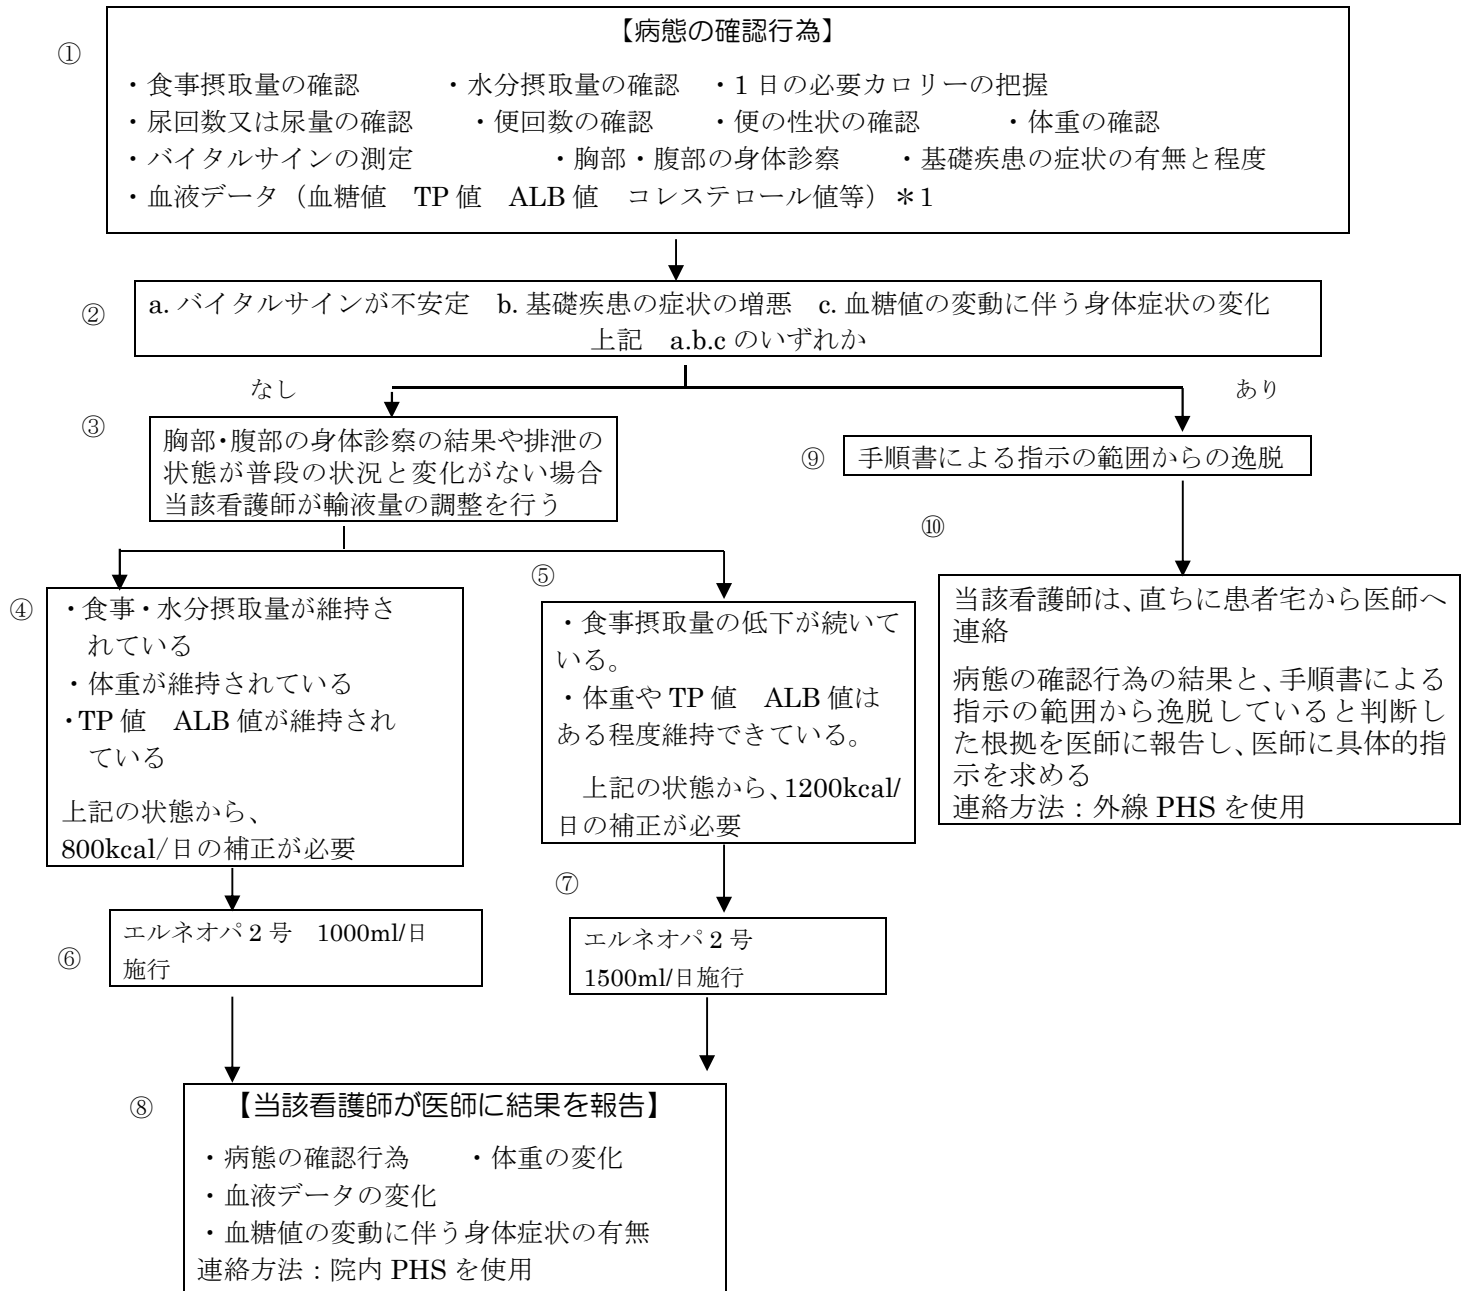 ①
【病態の確認行為】
・食事摂取量の確認　　　・水分摂取量の確認　・1日の必要カロリーの把握
・尿回数又は尿量の確認　　・便回数の確認　　・便の性状の確認　　　・体重の確認
・バイタルサインの測定　　　　　・胸部・腹部の身体診察　　・基礎疾患の症状の有無と程度
・血液データ（血糖値　TP値　ALB値　コレステロール値等）＊1
②
a. バイタルサインが不安定　b. 基礎疾患の症状の増悪　c. 血糖値の変動に伴う身体症状の変化
上記　a.b.c のいずれか
なし
あり
③
胸部・腹部の身体診察の結果や排泄の
状態が普段の状況と変化がない場合
当該看護師が輸液量の調整を行う
⑨
手順書による指示の範囲からの逸脱
④
・食事・水分摂取量が維持さ
れている
・体重が維持されている
・TP値　ALB値が維持され
ている
上記の状態から、
800kcal/日の補正が必要
⑤
・食事摂取量の低下が続いて
いる。
・体重やTP値　ALB値は
ある程度維持できている。
上記の状態から、1200kcal/
日の補正が必要
⑩
当該看護師は、直ちに患者宅から医師へ
連絡
病態の確認行為の結果と、手順書による
指示の範囲から逸脱していると判断し
た根拠を医師に報告し、医師に具体的指
示を求める
連絡方法：外線PHSを使用
⑥
エルネオパ2号　1000ml/日
施行
⑦
エルネオパ2号
1500ml/日施行
⑧
【当該看護師が医師に結果を報告】
・病態の確認行為　　・体重の変化
・血液データの変化
・血糖値の変動に伴う身体症状の有無
連絡方法：院内PHSを使用